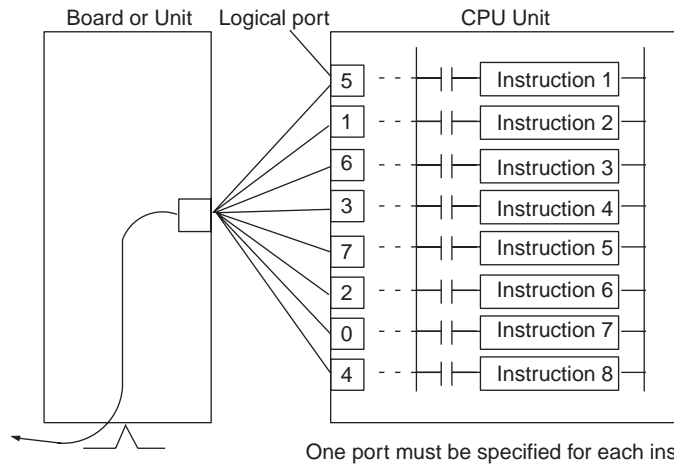 Board or Unit
Logical port
CPU Unit
5
Instruction 1
1
Instruction 2
6
Instruction 3
3
Instruction 4
7
Instruction 5
2
Instruction 6
0
Instruction 7
4
Instruction 8
One port must be specified for each ins